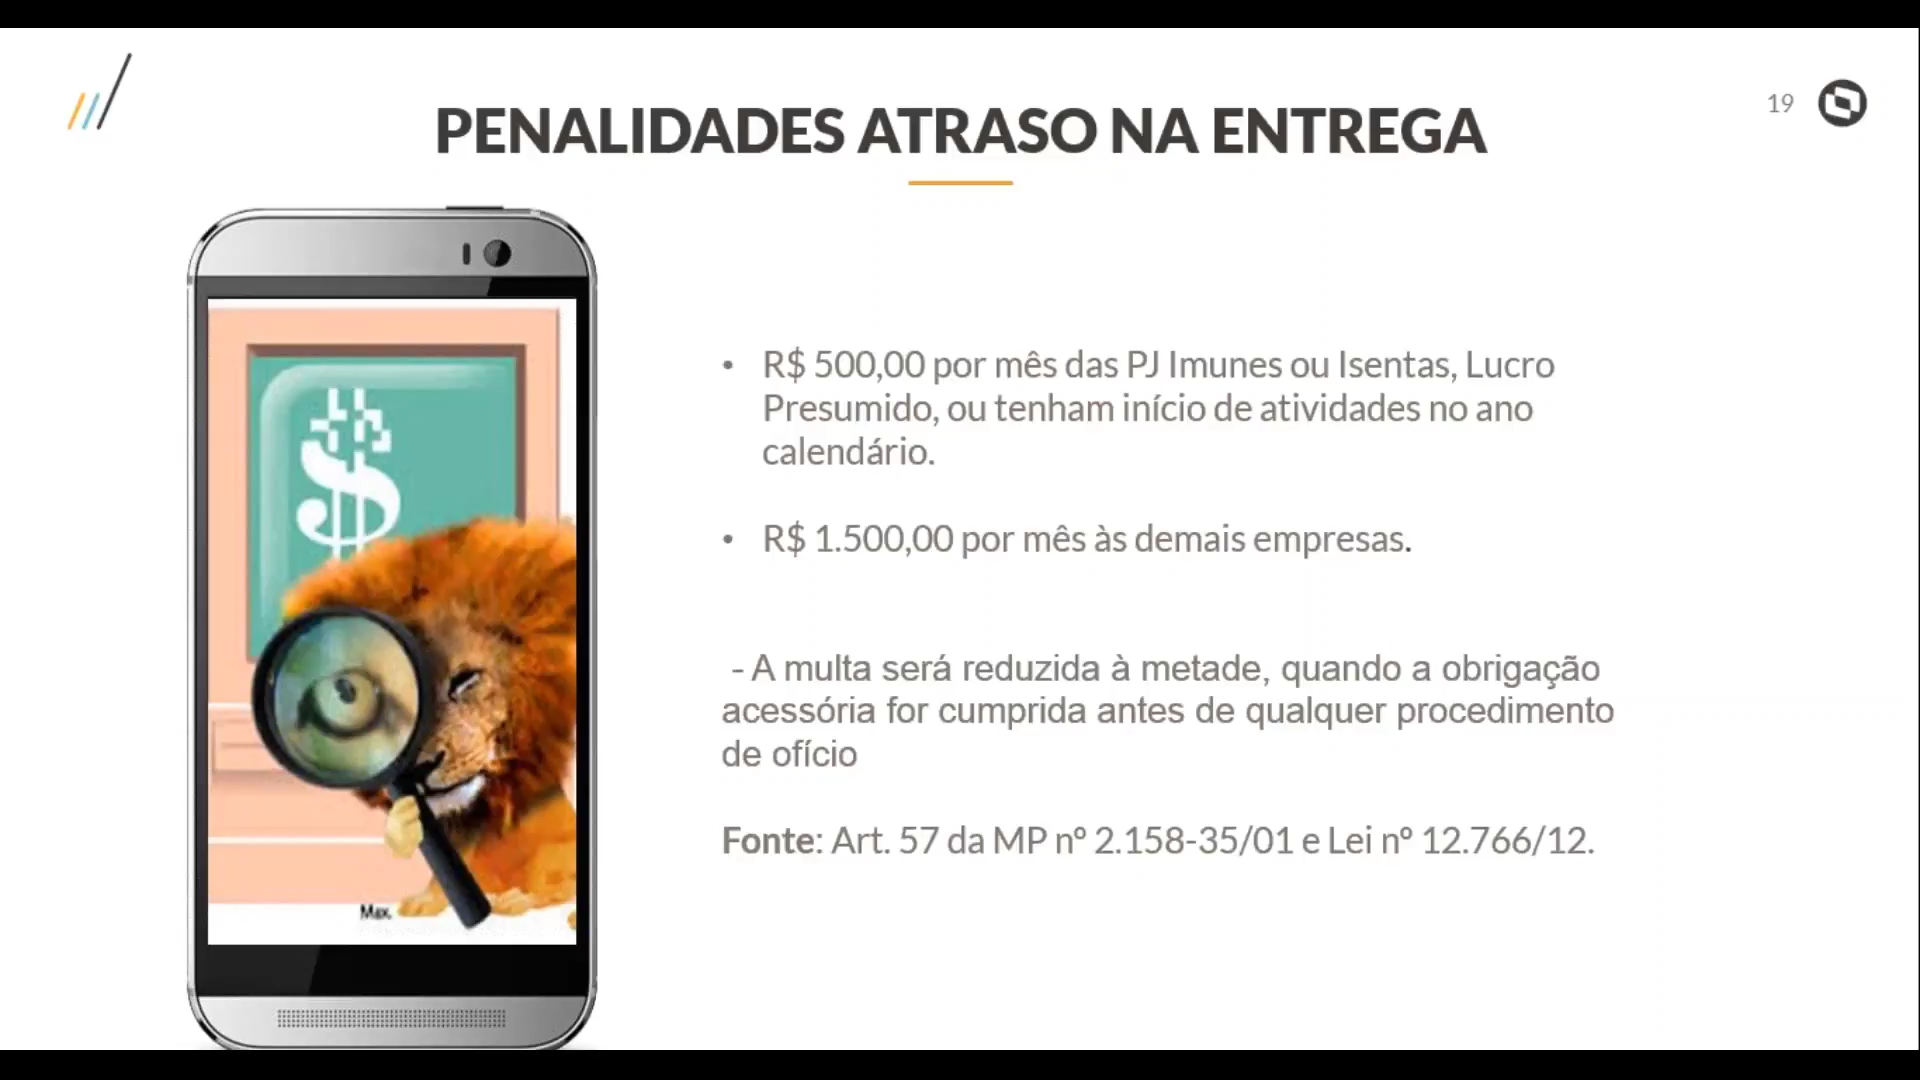 PENALIDADES ATRASO NA ENTREGA
19
• R$ 500,00 por mês das PJ Imunes ou Isentas, Lucro
Presumido, ou tenham início de atividades no ano
calendário.
• R$ 1.500,00 por mês às demais empresas.
- A multa será reduzida à metade, quando a obrigação
acessória for cumprida antes de qualquer procedimento
de ofício
Fonte: Art. 57 da MP nº 2.158-35/01 e Lei nº 12.766/12.
$
Max.